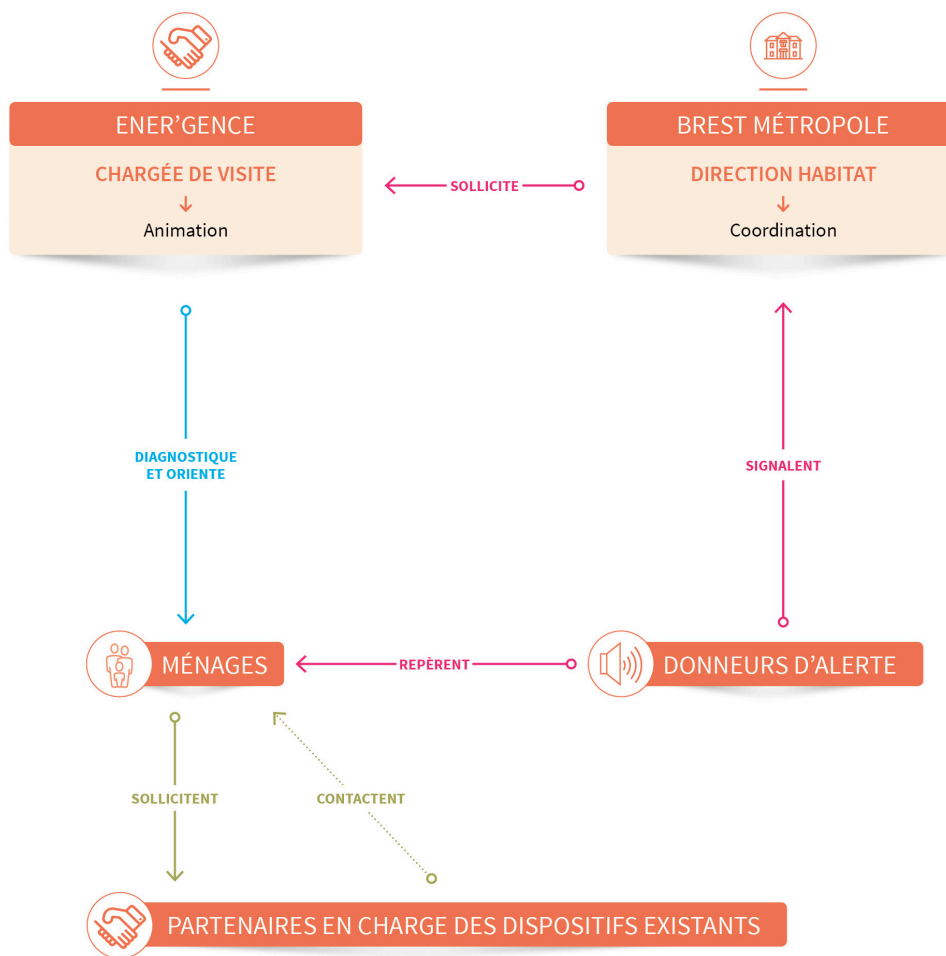 ENER'GENCE
CHARGÉE DE VISITE
Animation
SOLLICITE
BREST MÉTROPOLE
DIRECTION HABITAT
Coordination
DIAGNOSTIQUE
ET ORIENTE
SIGNALENT
MÉNAGES
REPÈRENT
DONNEURS D'ALERTE
SOLLICITENT
CONTACTENT
PARTENAIRES EN CHARGE DES DISPOSITIFS EXISTANTS